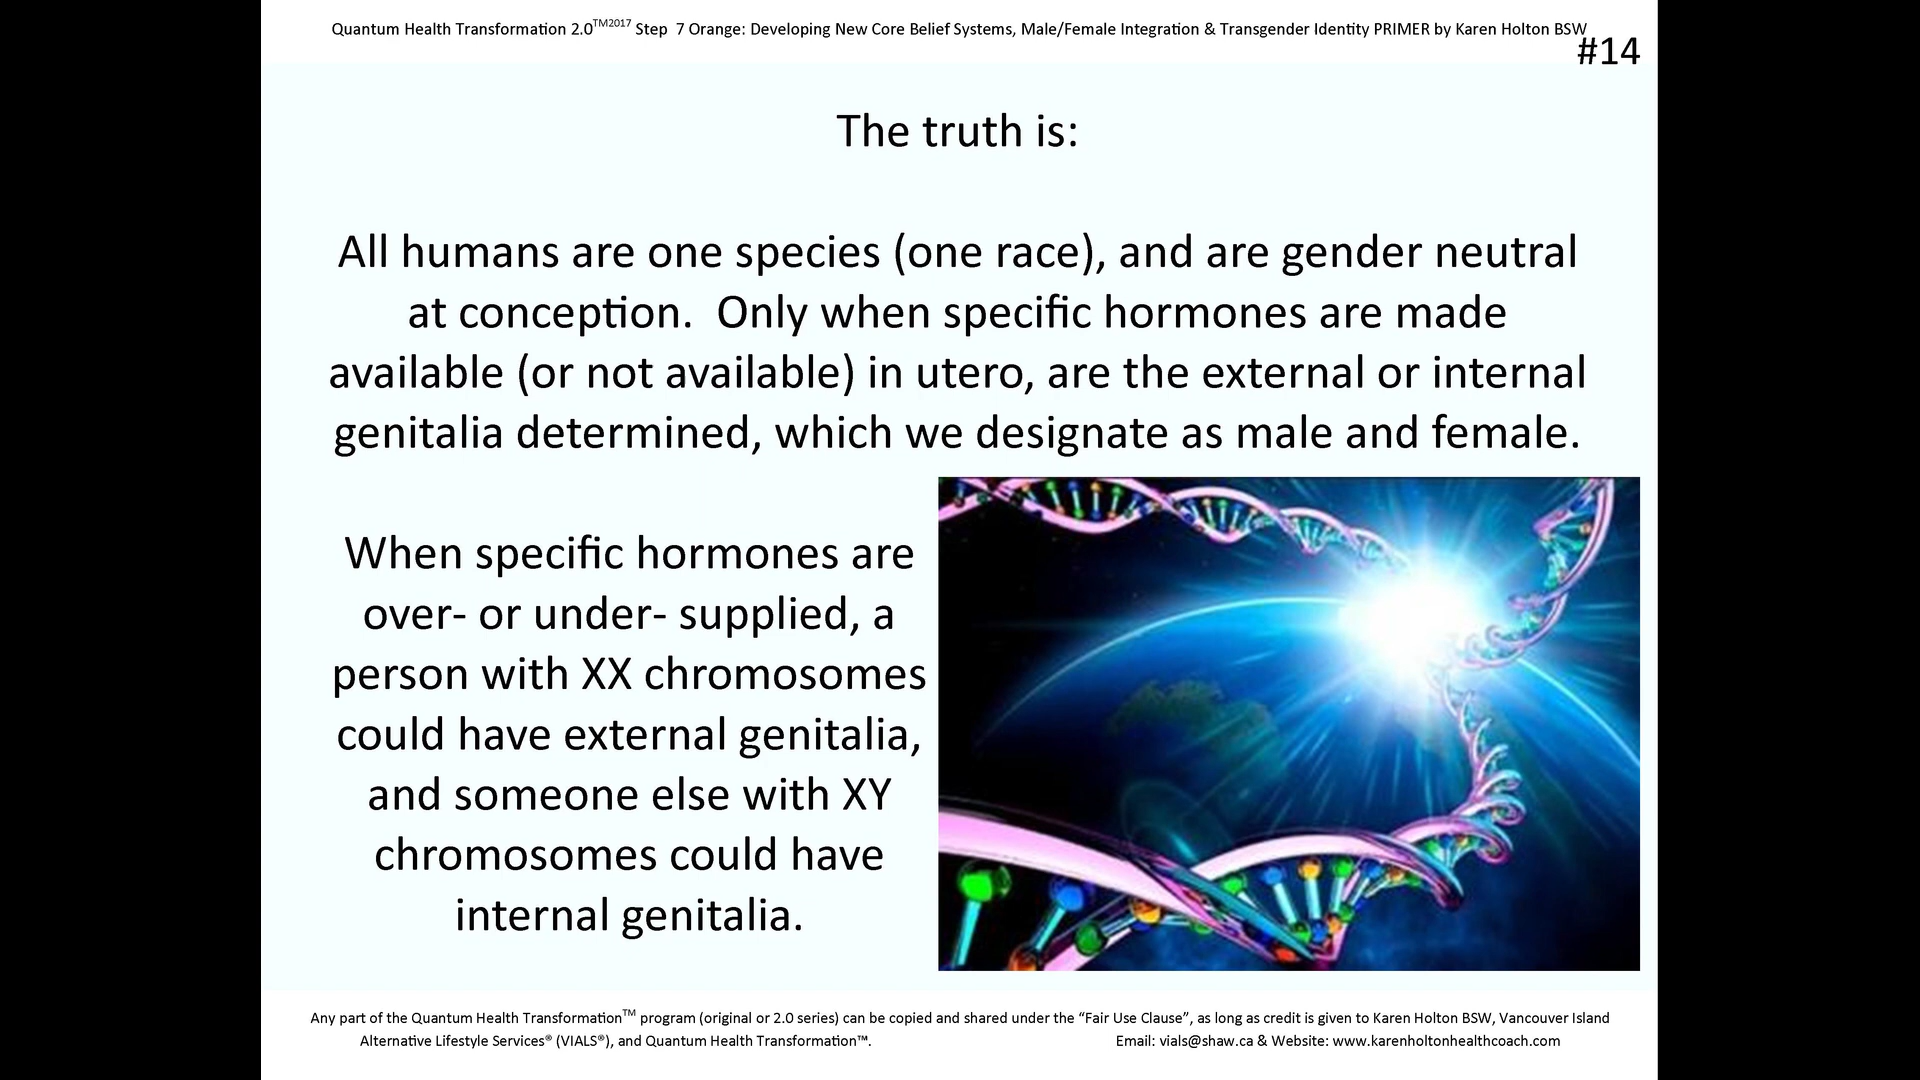 Quantum Health Transformation 2.0TM2017 Step  7 Orange: Developing New Core Belief Systems, Male/Female Integration & Transgender Identity PRIMER by Karen Holton BSW
#14
The truth is:
All humans are one species (one race), and are gender neutral
at conception.  Only when specific hormones are made
available (or not available) in utero, are the external or internal
genitalia determined, which we designate as male and female.
When specific hormones are
over- or under- supplied, a
person with XX chromosomes
could have external genitalia,
and someone else with XY
chromosomes could have
internal genitalia.
Any part of the Quantum Health Transformation™ program (original or 2.0 series) can be copied and shared under the “Fair Use Clause”, as long as credit is given to Karen Holton BSW, Vancouver Island
Alternative Lifestyle Services® (VIALS®), and Quantum Health Transformation™. Email: vials@shaw.ca & Website: www.karenholtonhealthcoach.com